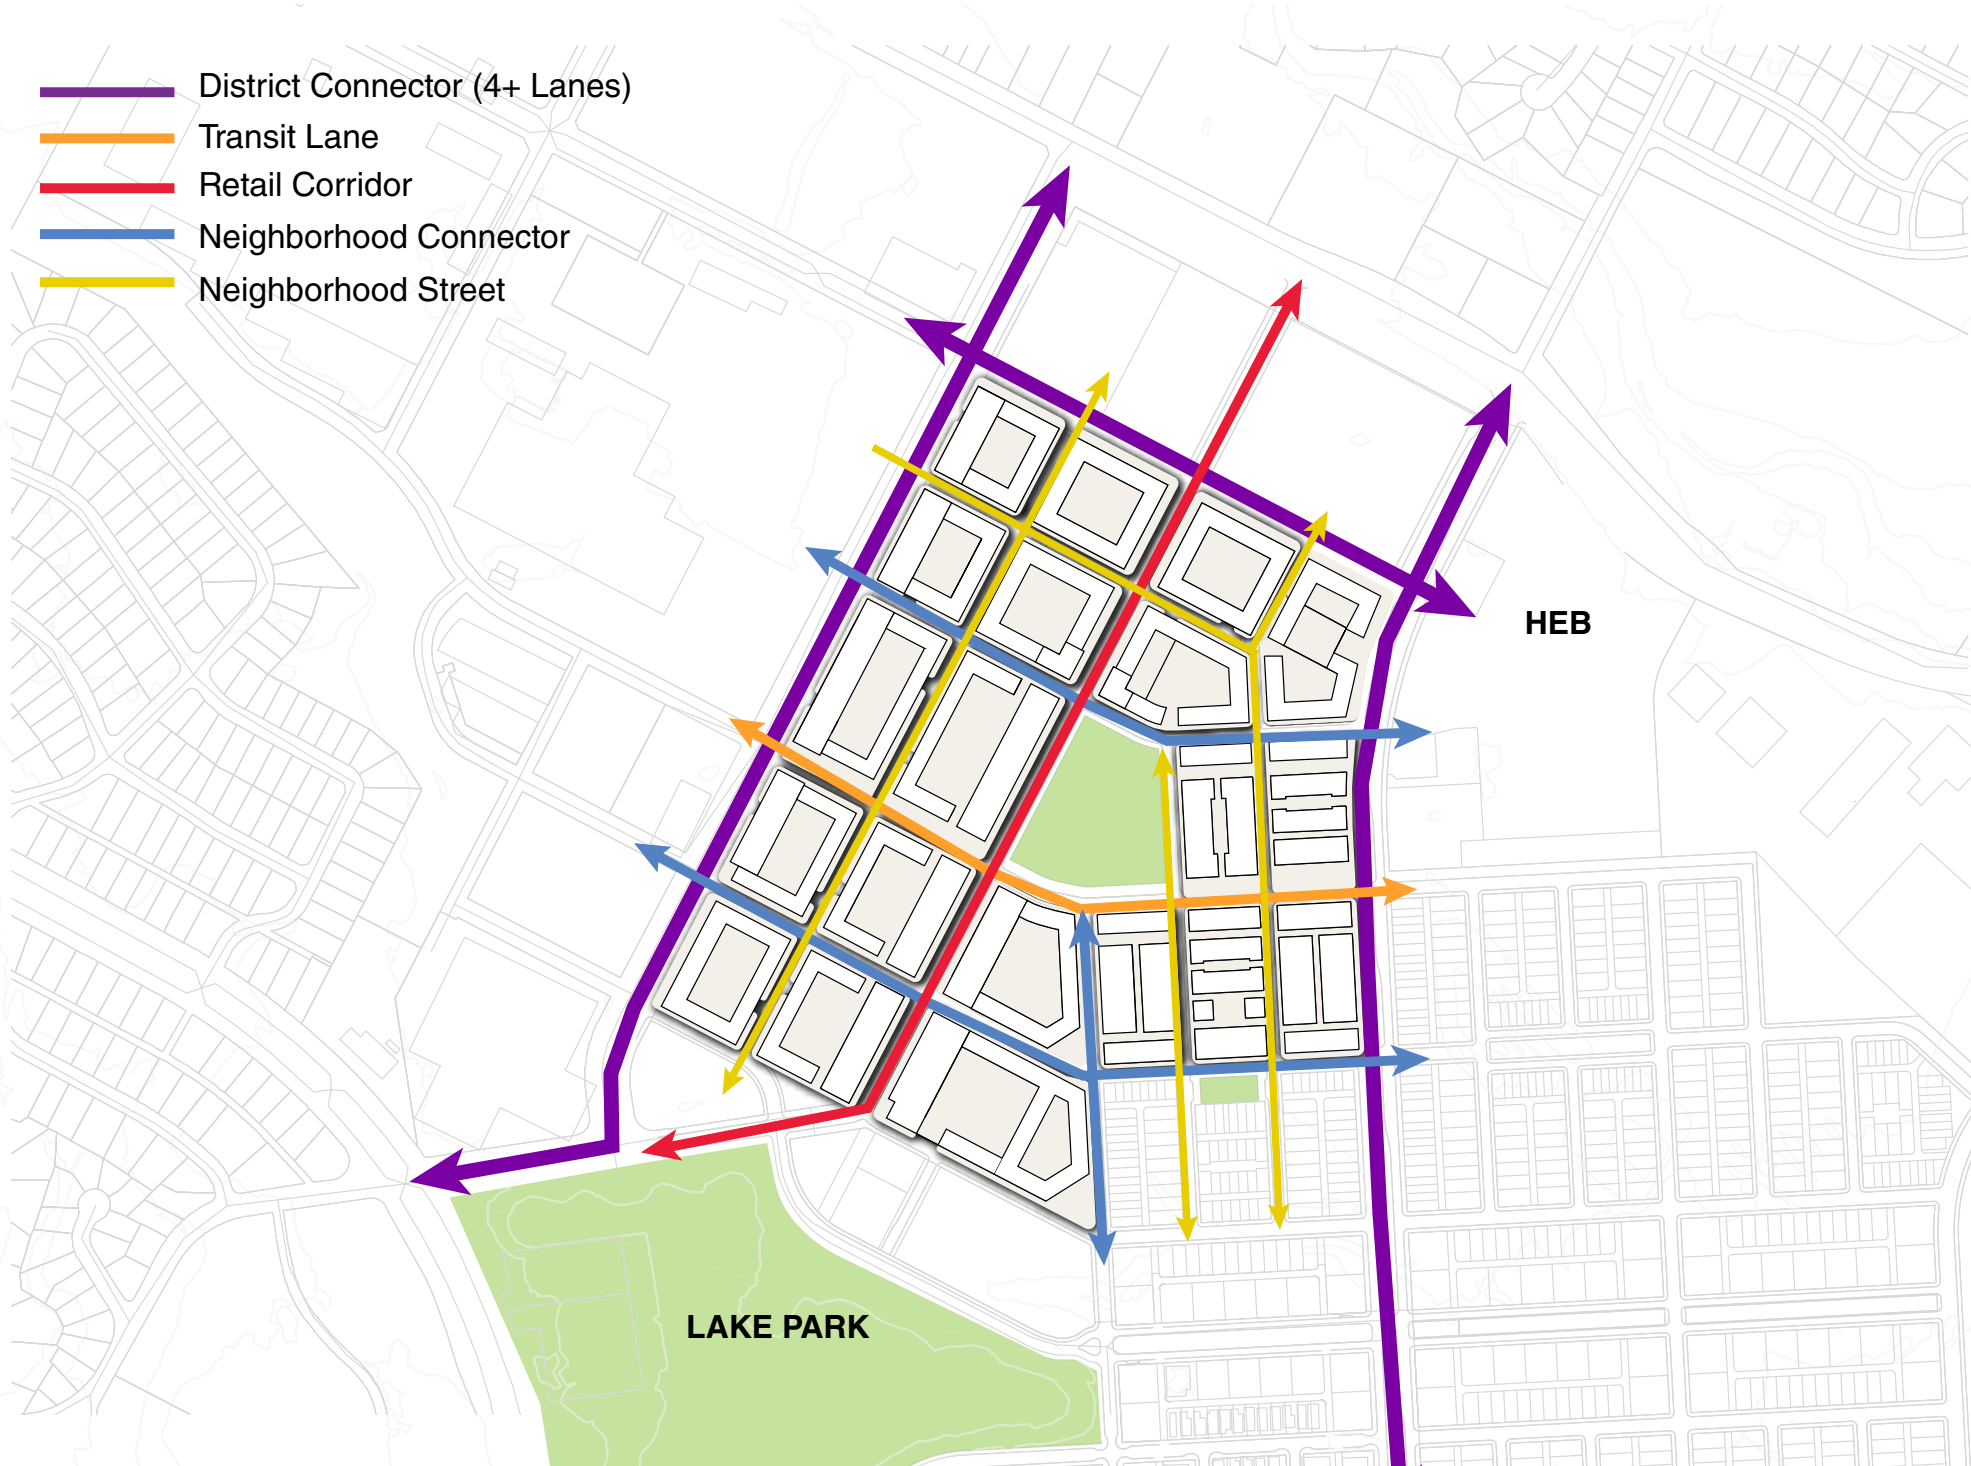 District Connector (4+ Lanes)
Transit Lane
Retail Corridor
Neighborhood Connector
Neighborhood Street
HEB
LAKE PARK